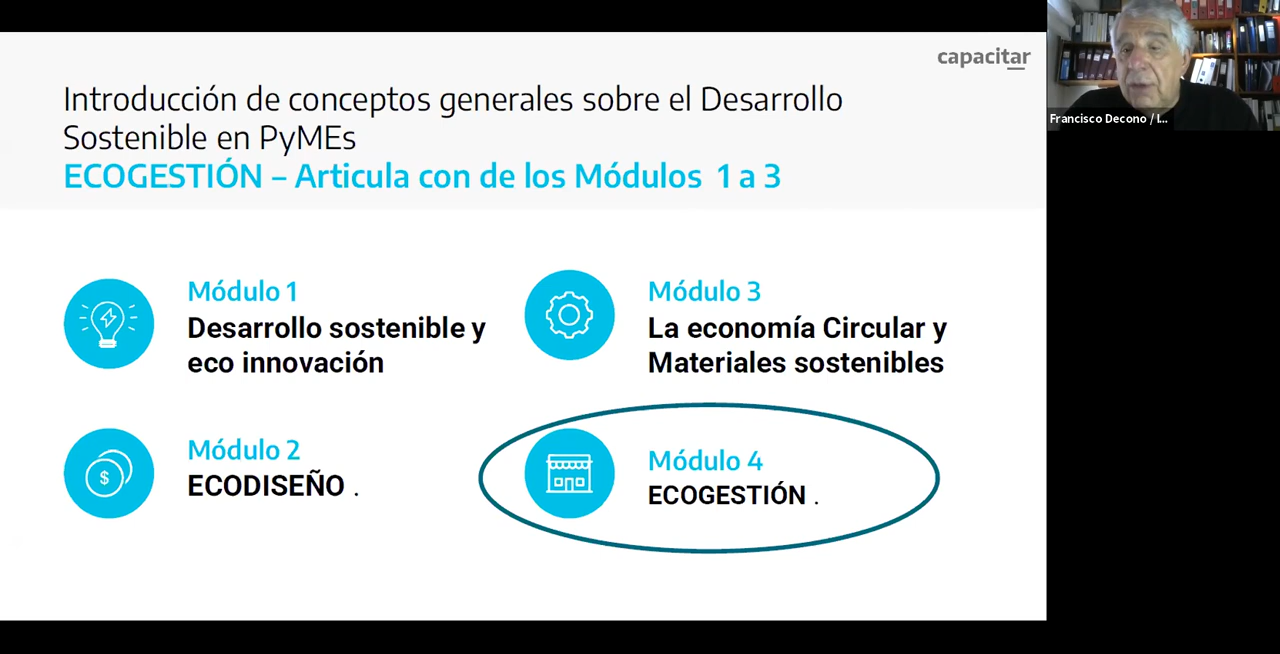 capacitar
Introducción de conceptos generales sobre el Desarrollo
Sostenible en PyMEs
ECOGESTIÓN – Articula con de los Módulos 1 a 3
Módulo 1
Desarrollo sostenible y
eco innovación
Módulo 2
ECODISEÑO .
Módulo 3
La economía Circular y
Materiales sostenibles
Módulo 4
ECOGESTIÓN .
$
Francisco Decono / I...